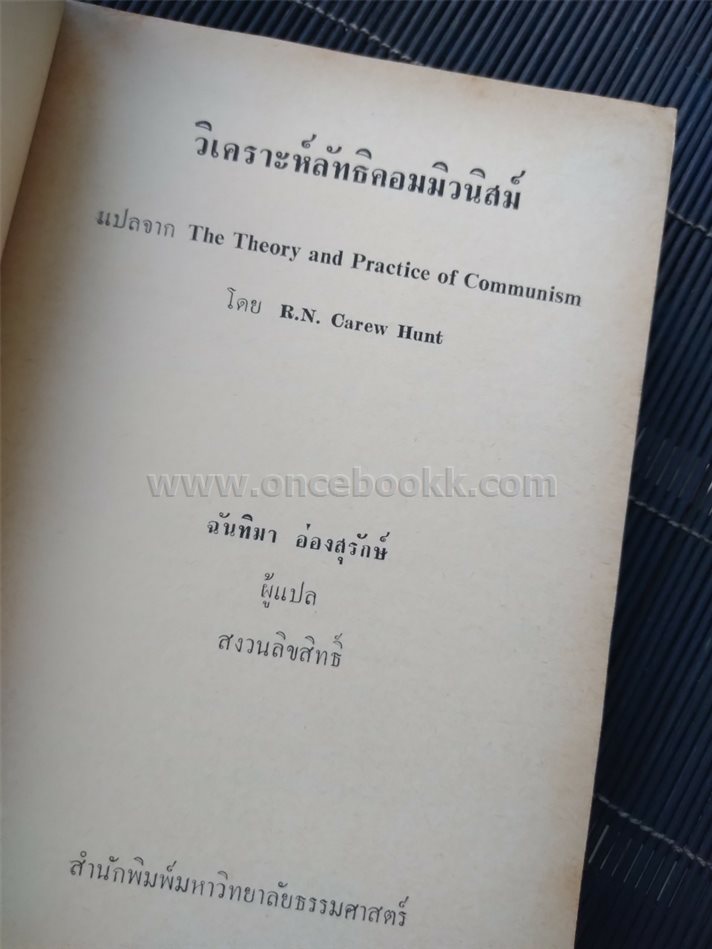 วิเคราะห์ลัทธิคอมมิวนิสม์
แปลจาก The Theory and Practice of Communism
โดย R.N. Carew Hunt
www.oncebookk.com
ฉันทิมา อ่องสุรักษ์
ผู้แปล
สงวนลิขสิทธิ์
สำนักพิมพ์มหาวิทยาลัยธรรมศาสตร์